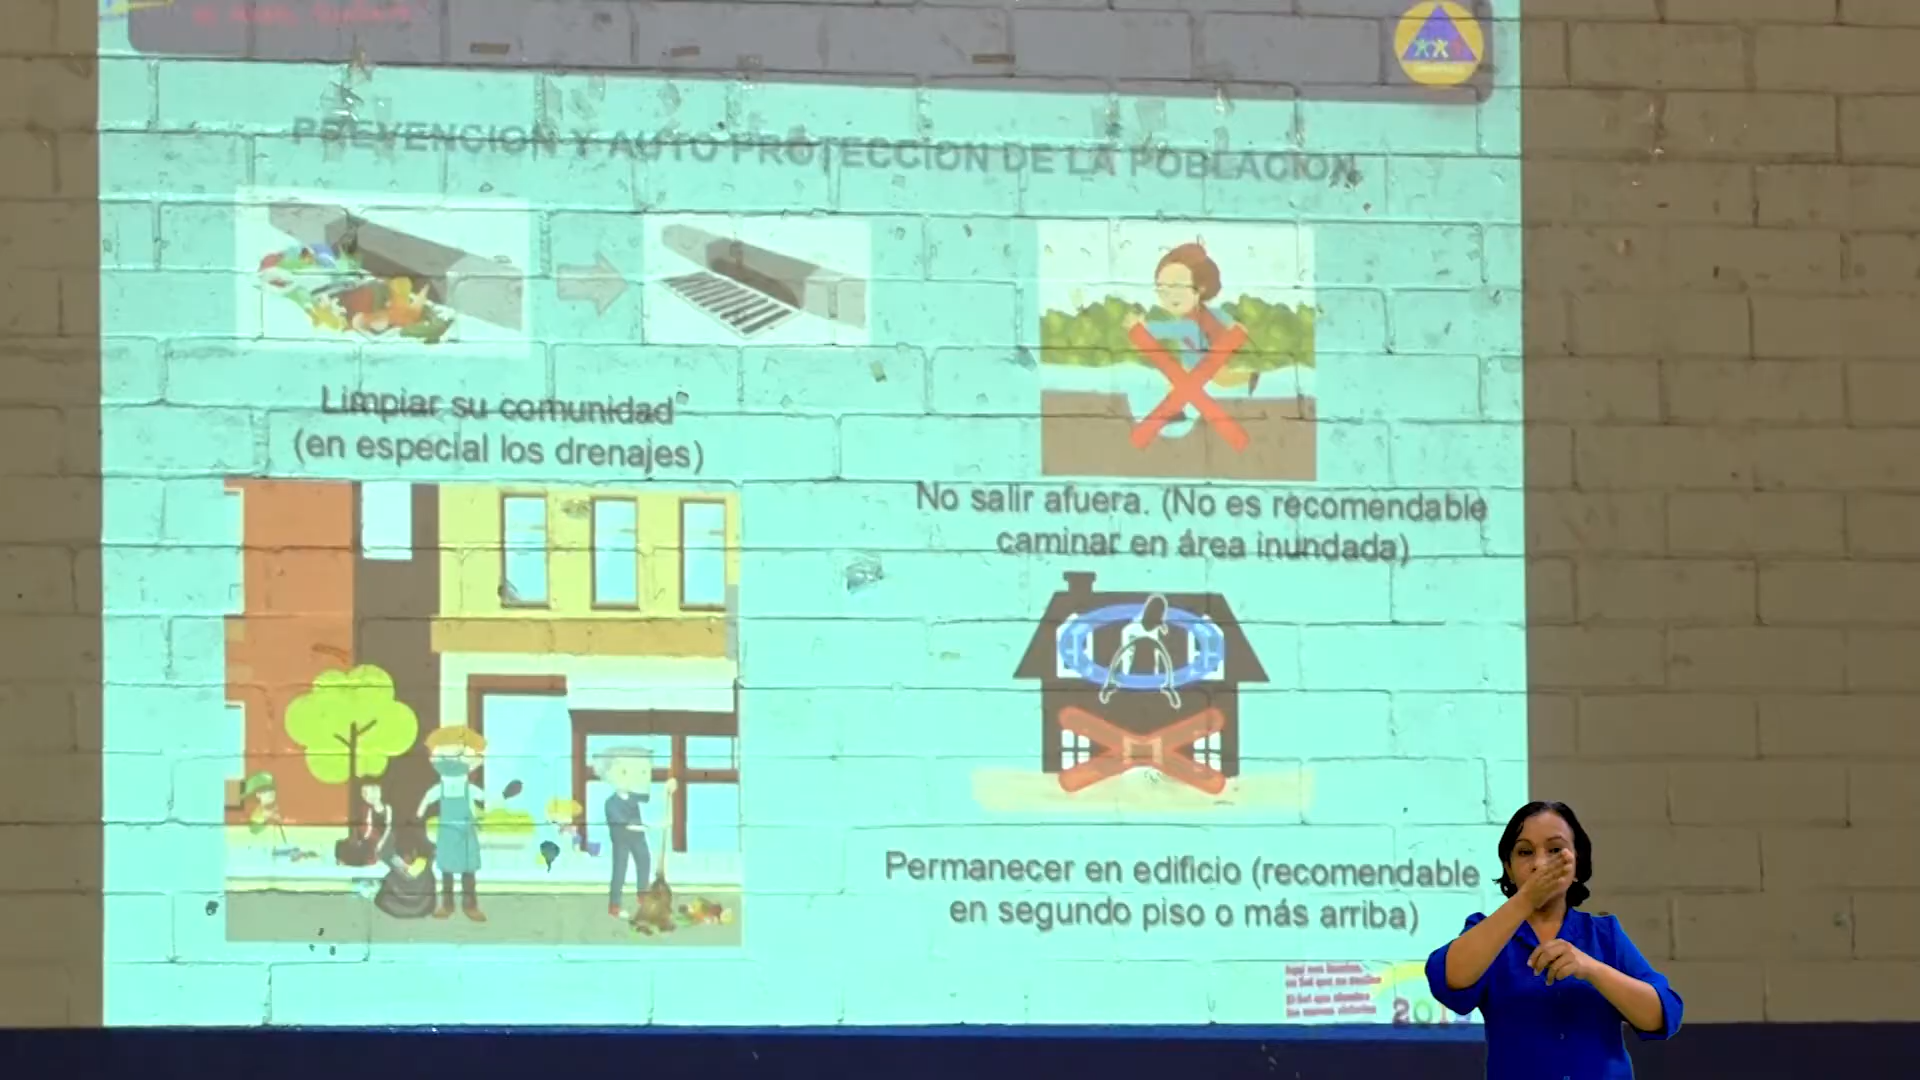 PREVENCION Y AUTO PROTECCION DE LA POBLACION
Limpiar su comunidad
(en especial los drenajes)
No salir afuera. (No es recomendable
caminar en área inundada)
Permanecer en edificio (recomendable
en segundo piso o más arriba)